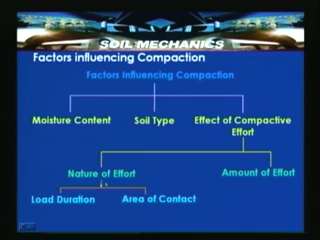 SOIL MECHANICS
Factors influencing Compaction
Factors Influencing Compaction
Moisture Content
Soil Type
Effect of Compactive
Effort
Nature of Effort
Amount of Effort
Load Duration
Area of Contact